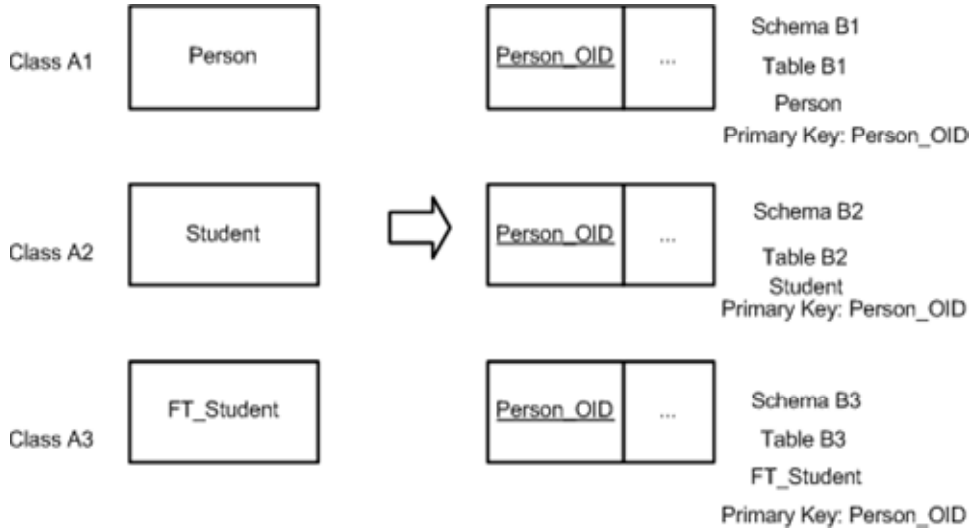 Class A1
Person
Person_OID
...
Schema B1
Table B1
Person
Primary Key: Person_OID
Class A2
Student
Person_OID
...
Schema B2
Table B2
Student
Primary Key: Person_OID
Class A3
FT_Student
Person_OID
...
Schema B3
Table B3
FT_Student
Primary Key: Person_OID